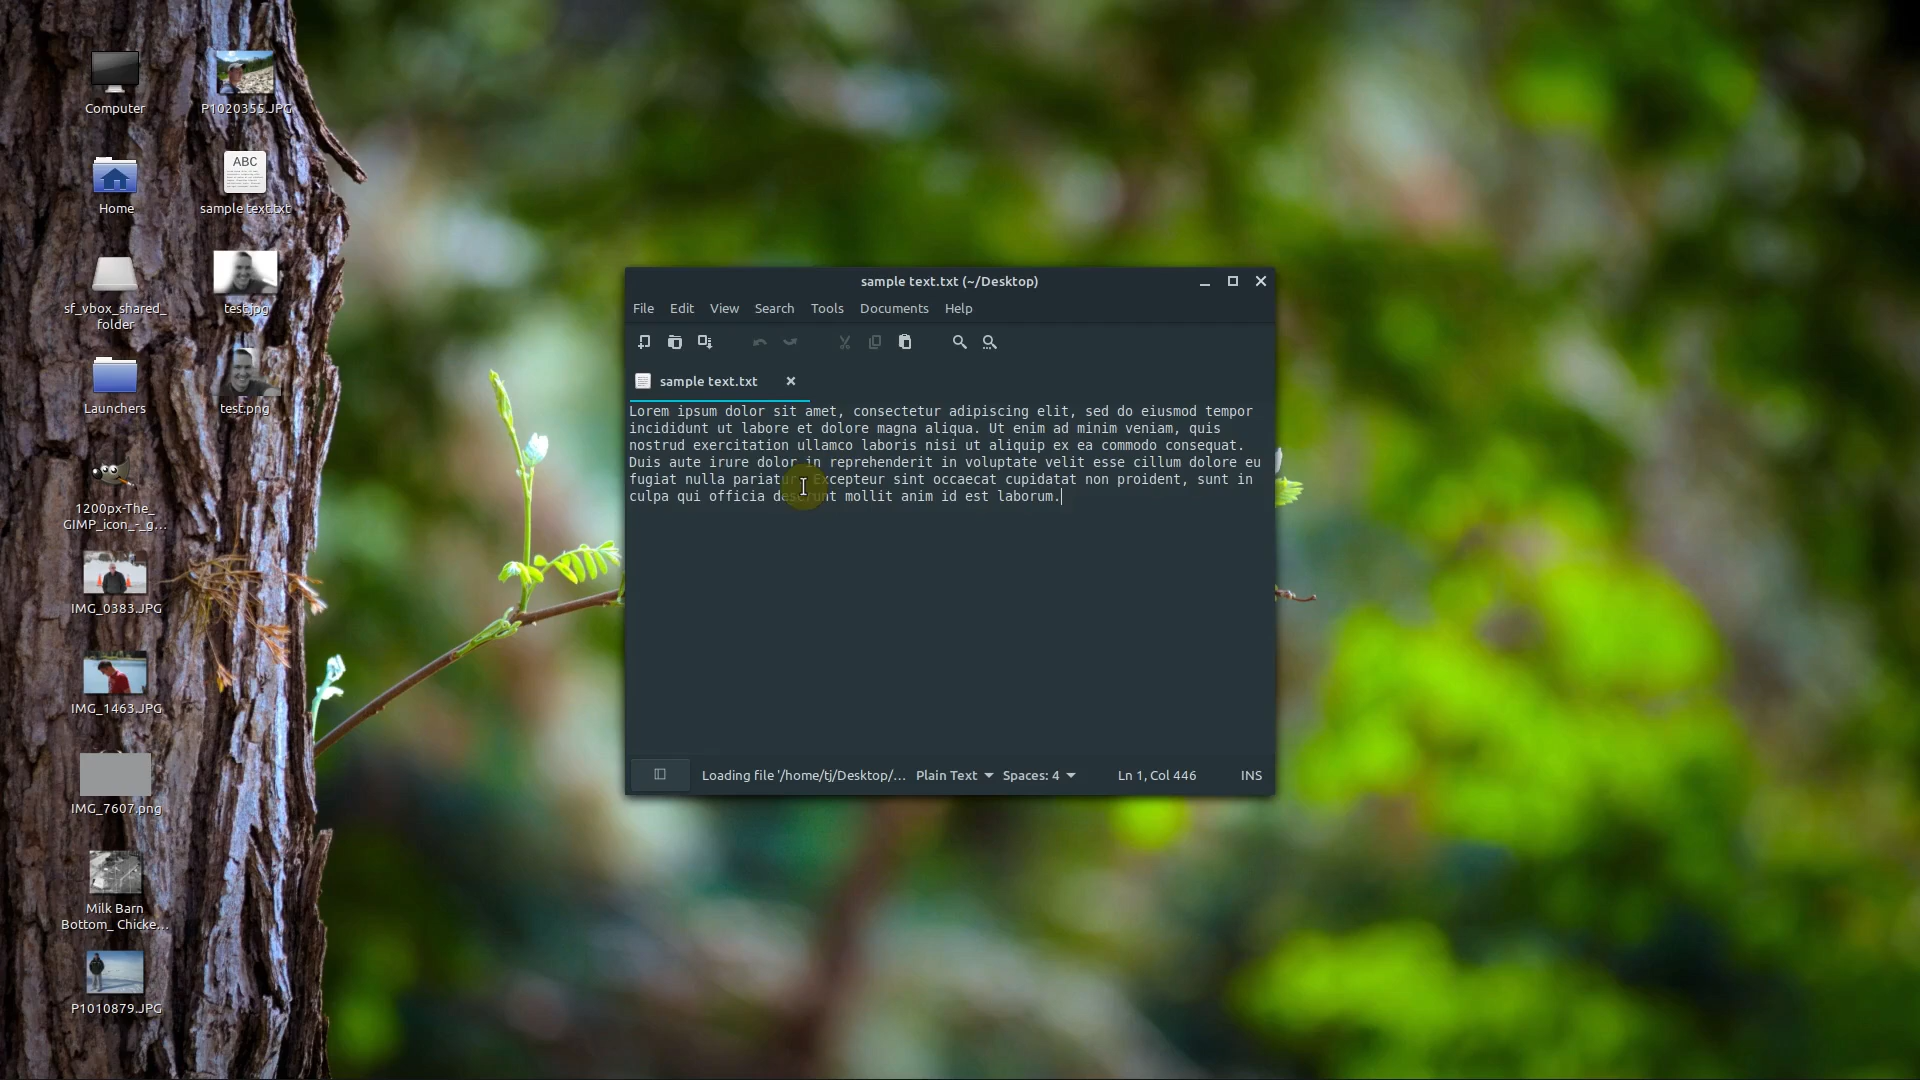 Computer
P1020355.JPG
Home
ABC
sample text.txt
sf_vbox_shared_
folder
test.jpg
Launchers
test.png
1200px-The_
GIMP_icon_-_g...
IMG_0383.JPG
IMG_1463.JPG
IMG_7607.png
Milk Barn
Bottom_ Chicke...
P1010879.JPG
sample text.txt (~/Desktop)
File Edit View Search Tools Documents Help
sample text.txt
Lorem ipsum dolor sit amet, consectetur adipiscing elit, sed do eiusmod tempor
incididunt ut labore et dolore magna aliqua. Ut enim ad minim veniam, quis
nostrud exercitation ullamco laboris nisi ut aliquip ex ea commodo consequat.
Duis aute irure dolor in reprehenderit in voluptate velit esse cillum dolore eu
fugiat nulla pariatur. Excepteur sint occaecat cupidatat non proident, sunt in
culpa qui officia deserunt mollit anim id est laborum.
Loading file '/home/tj/Desktop/... Plain Text Spaces: 4 Ln 1, Col 446 INS